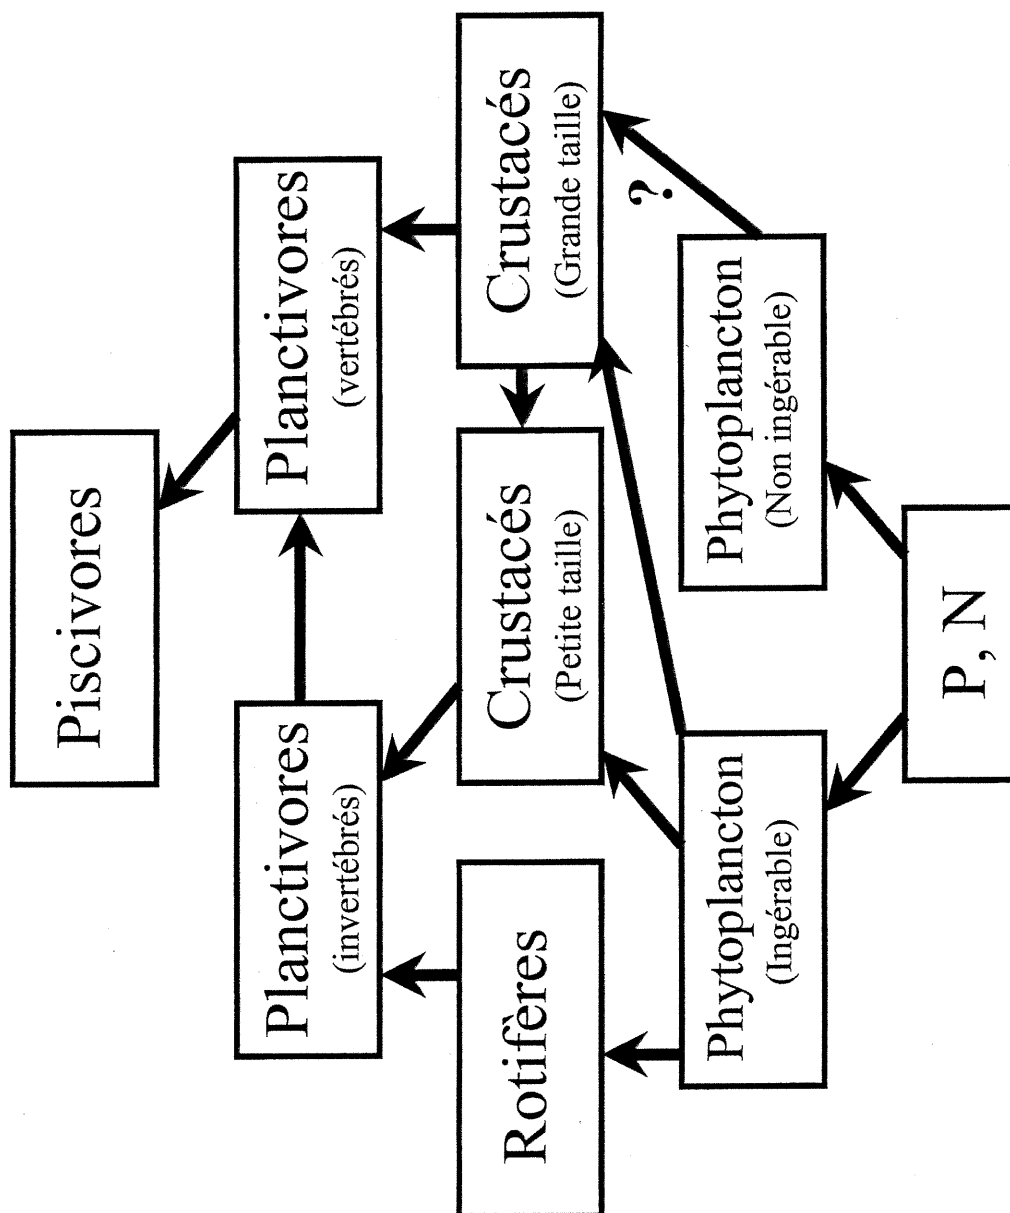 Piscivores
Planctivores
(invertébrés)
Planctivores
(vertébrés)
Rotifères
Crustacés
(Petite taille)
Crustacés
(Grande taille)
?
Phytoplancton
(Ingérable)
Phytoplancton
(Non ingérable)
P, N